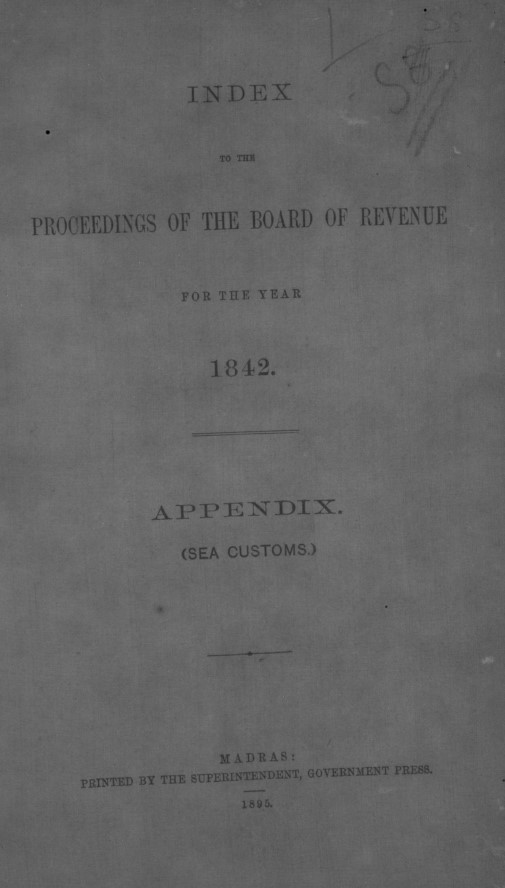 INDEX
TO THE
PROCEEDINGS OF THE BOARD OF REVENUE
FOR THE YEAR
1842.
APPENDIX.
(SEA CUSTOMS.)
MADRAS:
PRINTED BY THE SUPERINTENDENT, GOVERNMENT PRESS.
1895.